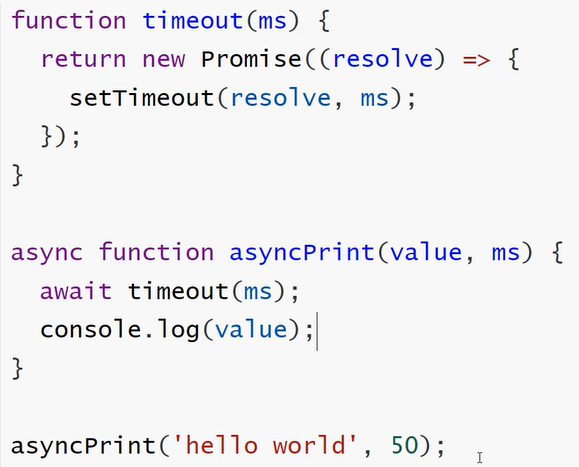 function timeout(ms) {
  return new Promise((resolve) => {
    setTimeout(resolve, ms);
  });
}

async function asyncPrint(value, ms) {
  await timeout(ms);
  console.log(value);
}

asyncPrint('hello world', 50);